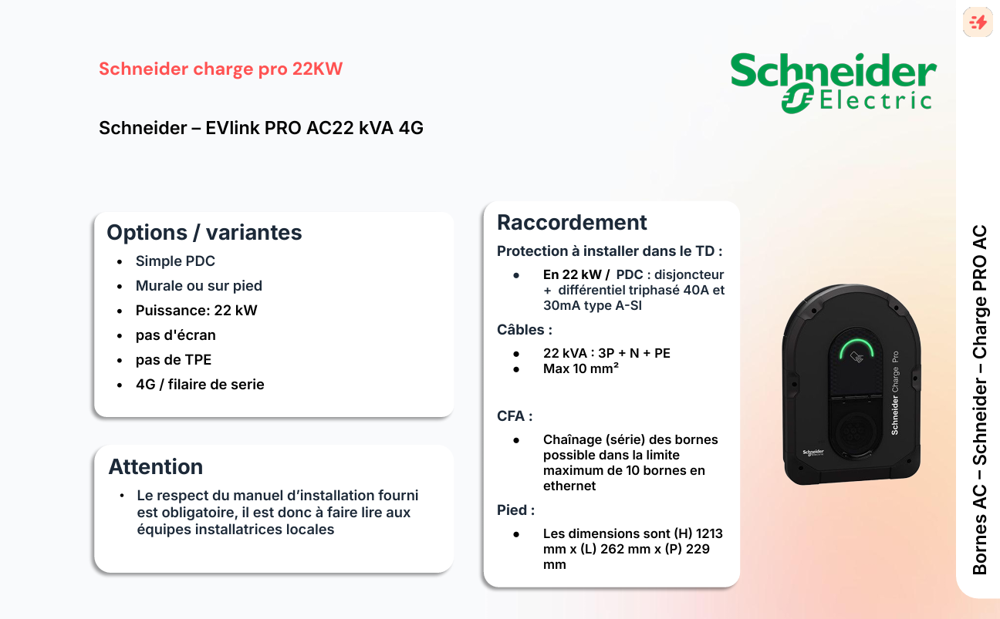 Schneider charge pro 22KW
Schneider
Electric
Schneider – EVlink PRO AC22 kVA 4G
Options / variantes
• Simple PDC
• Murale ou sur pied
• Puissance: 22 kW
• pas d'écran
• pas de TPE
• 4G / filaire de serie
Attention
• Le respect du manuel d’installation fourni
est obligatoire, il est donc à faire lire aux
équipes installatrices locales
Raccordement
Protection à installer dans le TD :
● En 22 kW / PDC : disjoncteur
+ différentiel triphasé 40A et
30mA type A-SI
Câbles :
● 22 kVA : 3P + N + PE
● Max 10 mm²
CFA :
● Chaînage (série) des bornes
possible dans la limite
maximum de 10 bornes en
ethernet
Pied :
● Les dimensions sont (H) 1213
mm x (L) 262 mm x (P) 229
mm
Schneider Charge Pro
Schneider
Electric
Bornes AC – Schneider – Charge PRO AC